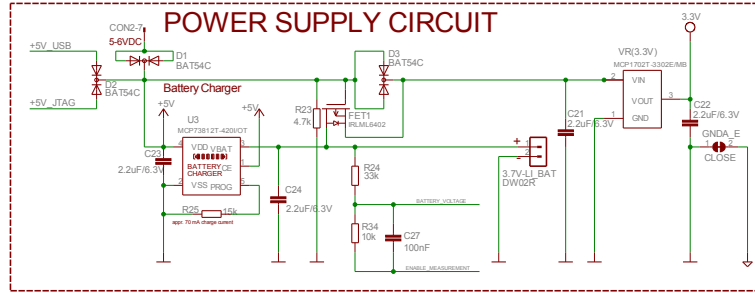 POWER SUPPLY CIRCUIT
CON2-7
5-6VDC
+5V_USB
D1
BAT54C
D2
BAT54C
+5V_JTAG
Battery Charger
+5V
+5V
U3
MCP73812T-420I/OT
4
VDD
VBAT
3
BATTERY
CHARGER
CE
1
2
VSS
PROG
5
C23
2.2uF/6.3V
R25
15k
appr. 70 mA charge current
C24
2.2uF/6.3V
R23
4.7k
FET1
IRLML6402
D3
BAT54C
R24
33k
BATTERY_VOLTAGE
R34
10k
C27
100nF
ENABLE_MEASUREMENT
+
1
-
2
3.7V-LI_BAT
DW02R
C21
2.2uF/6.3V
VR(3.3V)
MCP1702T-3302E/MB
2
VIN
VOUT
3
1
GND
3.3V
C22
2.2uF/6.3V
GNDA_E
1
2
CLOSE